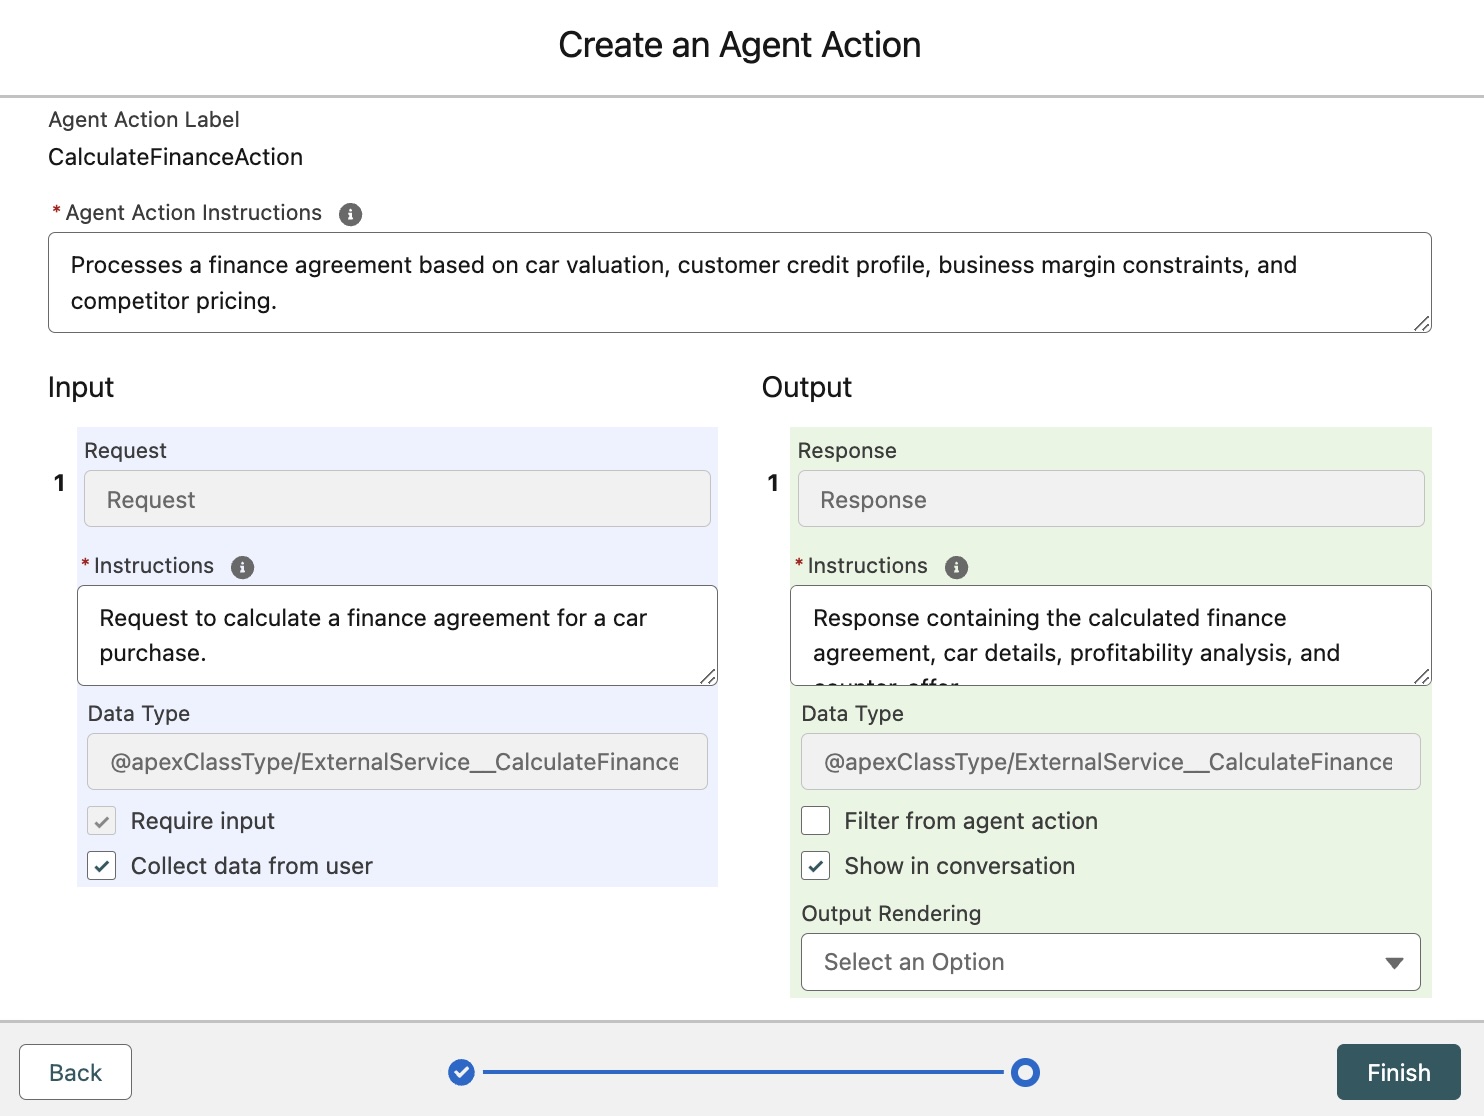 Create an Agent Action
Agent Action Label
CalculateFinanceAction
* Agent Action Instructions
Processes a finance agreement based on car valuation, customer credit profile, business margin constraints, and
competitor pricing.
Input
Output
1
Request
Request
* Instructions
Request to calculate a finance agreement for a car
purchase.
Data Type
@apexClassType/ExternalService__CalculateFinance
Require input
Collect data from user
1
Response
Response
* Instructions
Response containing the calculated finance
agreement, car details, profitability analysis, and
Data Type
@apexClassType/ExternalService__CalculateFinance
Filter from agent action
Show in conversation
Output Rendering
Select an Option
Back
Finish